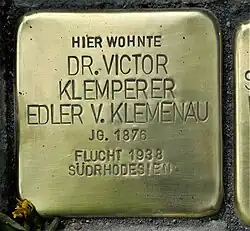 HIER WOHNTE
DR. VICTOR
KLEMPERER
EDLER V. KLEMENAU
JG. 1876
FLUCHT 1938
SÜDRHODESIEN